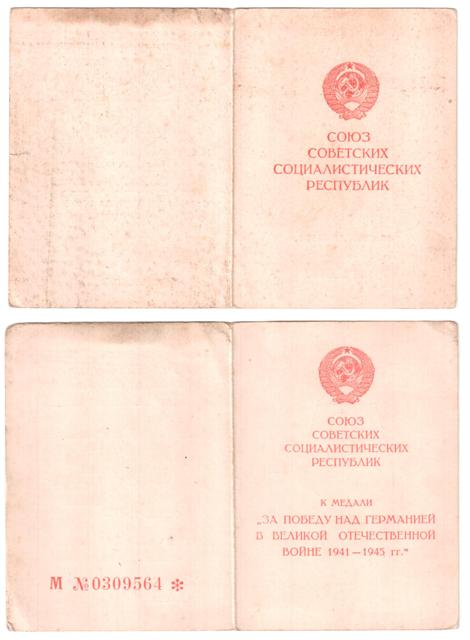 СОЮЗ
СОВЕТСКИХ
СОЦИАЛИСТИЧЕСКИХ
РЕСПУБЛИК
СОЮЗ
СОВЕТСКИХ
СОЦИАЛИСТИЧЕСКИХ
РЕСПУБЛИК
К МЕДАЛИ
„ЗА ПОБЕДУ НАД ГЕРМАНИЕЙ
В ВЕЛИКОЙ ОТЕЧЕСТВЕННОЙ
ВОЙНЕ 1941—1945 гг.“
М №0309564 *